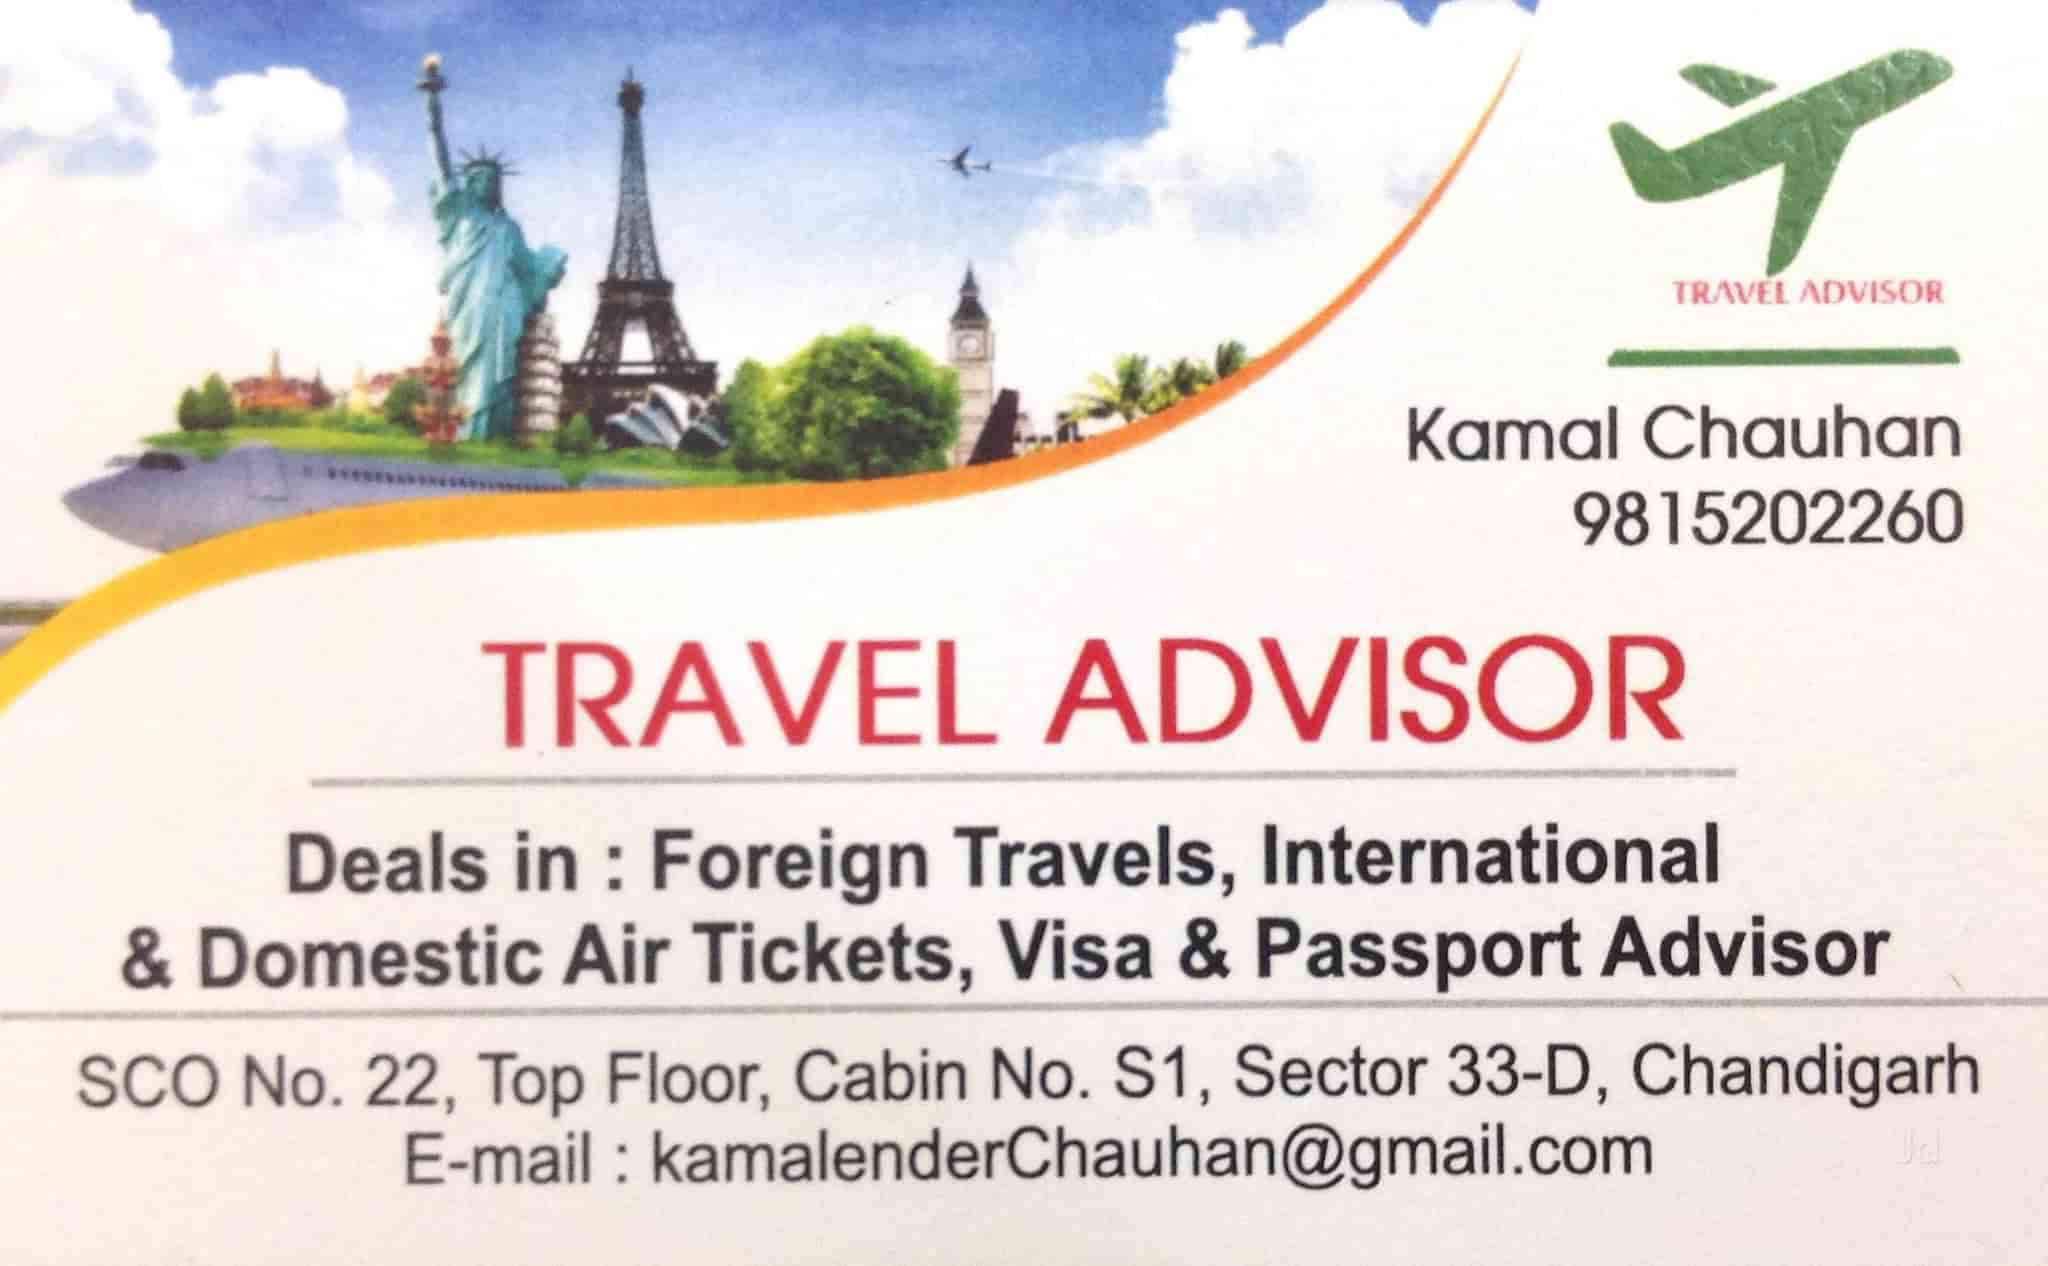 TRAVEL ADVISOR
Kamal Chauhan
9815202260
TRAVEL ADVISOR
Deals in : Foreign Travels, International
& Domestic Air Tickets, Visa & Passport Advisor
SCO No. 22, Top Floor, Cabin No. S1, Sector 33-D, Chandigarh
E-mail : kamalenderChauhan@gmail.com
Jd